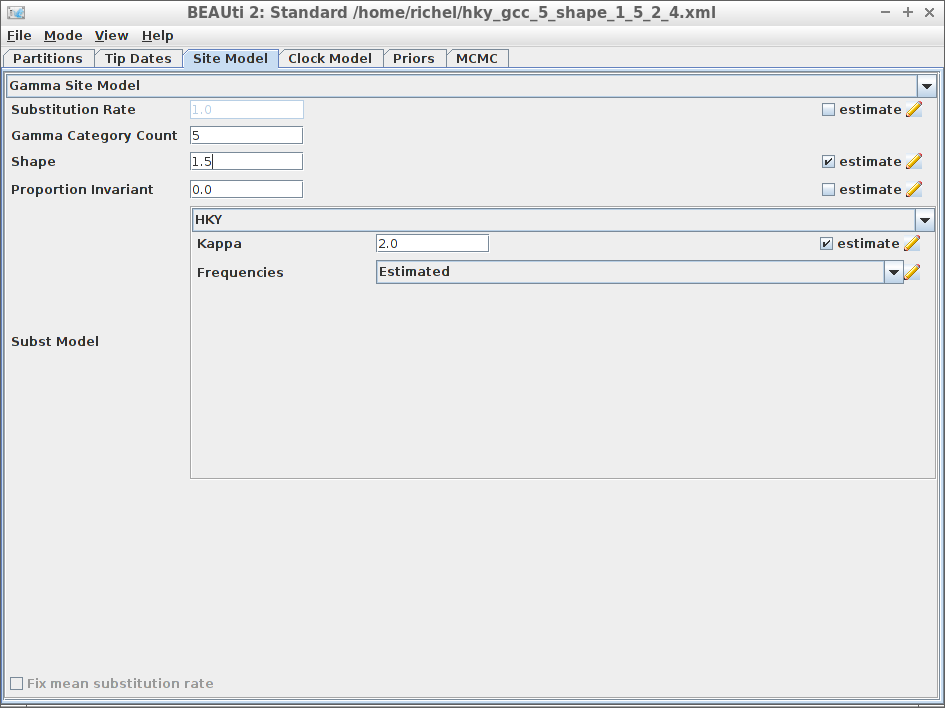 BEAUti 2: Standard /home/richel/hky_gcc_5_shape_1_5_2_4.xml
File Mode View Help
Partitions Tip Dates Site Model Clock Model Priors MCMC
Gamma Site Model
Substitution Rate 1.0 estimate
Gamma Category Count 5
Shape 1.5 estimate
Proportion Invariant 0.0 estimate
HKY
Kappa 2.0 estimate
Frequencies Estimated
Subst Model
Fix mean substitution rate